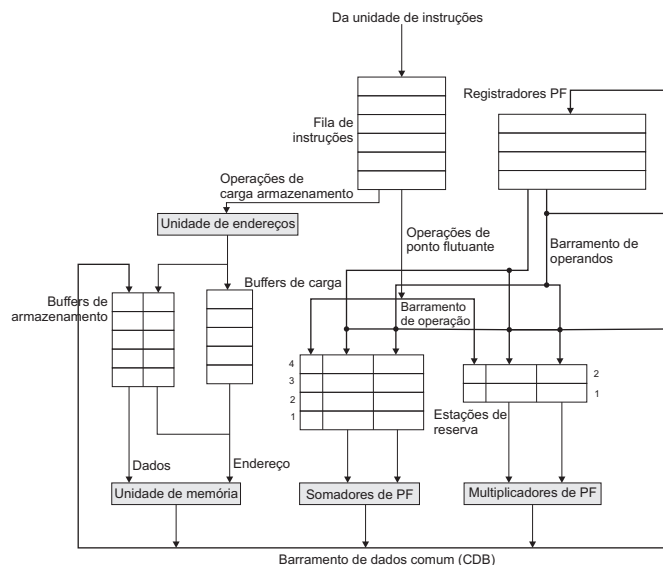 Da unidade de instruções
Registradores PF
Fila de
instruções
Operações de
carga armazenamento
Unidade de endereços
Operações de
ponto flutuante
Barramento de
operandos
Buffers de
armazenamento
Buffers de carga
Barramento
de operação
4
3
2
1
2
1
Estações de
reserva
Dados
Endereço
Unidade de memória
Somadores de PF
Multiplicadores de PF
Barramento de dados comum (CDB)